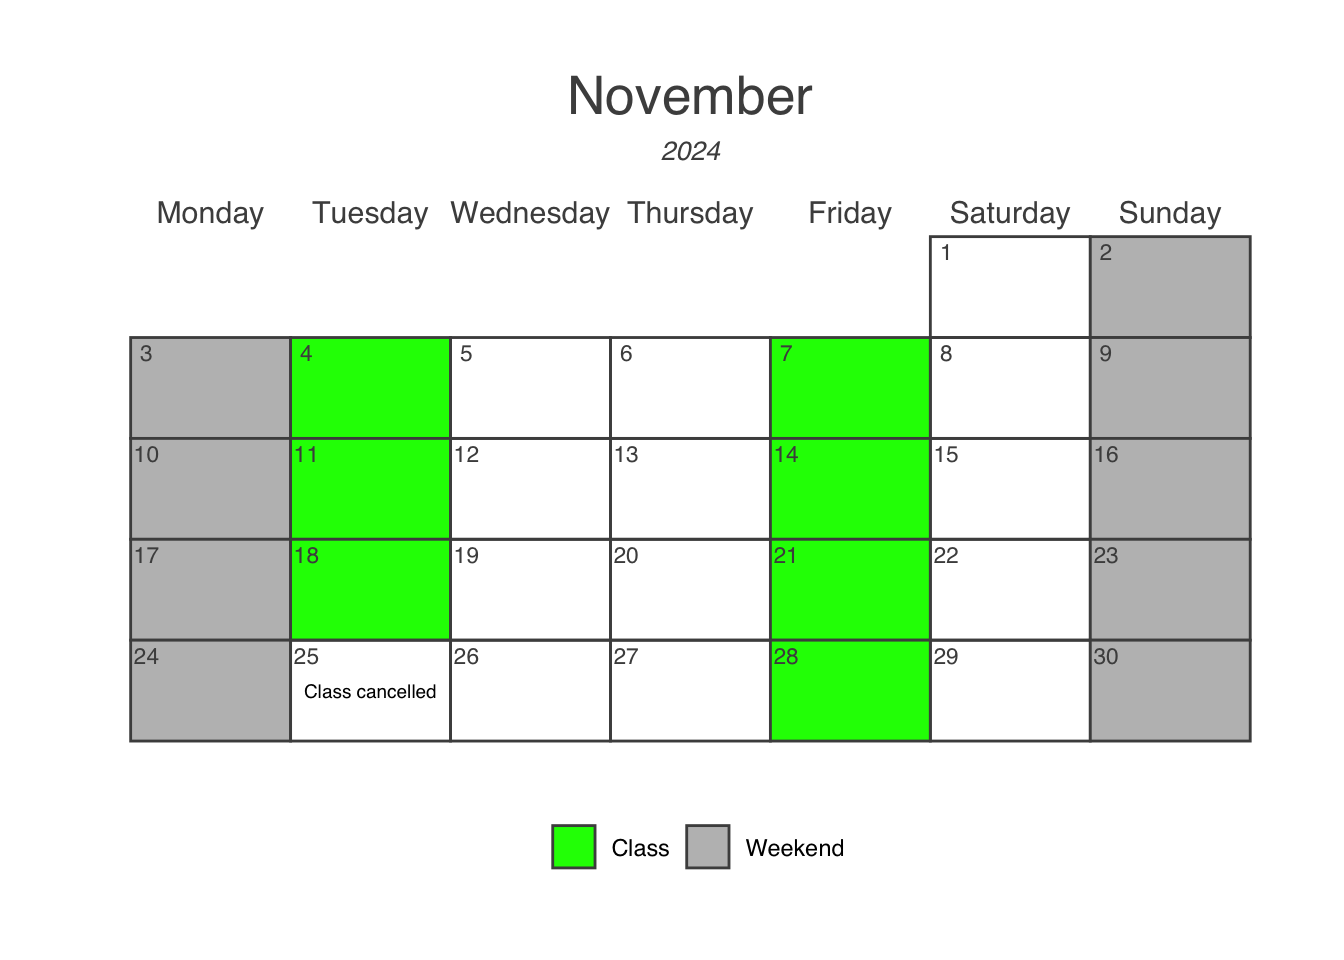 November
2024
Monday Tuesday Wednesday Thursday Friday Saturday Sunday
1 2
3 4 5 6 7 8 9
10 11 12 13 14 15 16
17 18 19 20 21 22 23
24 25 26 27 28 29 30
Class cancelled
Class Weekend